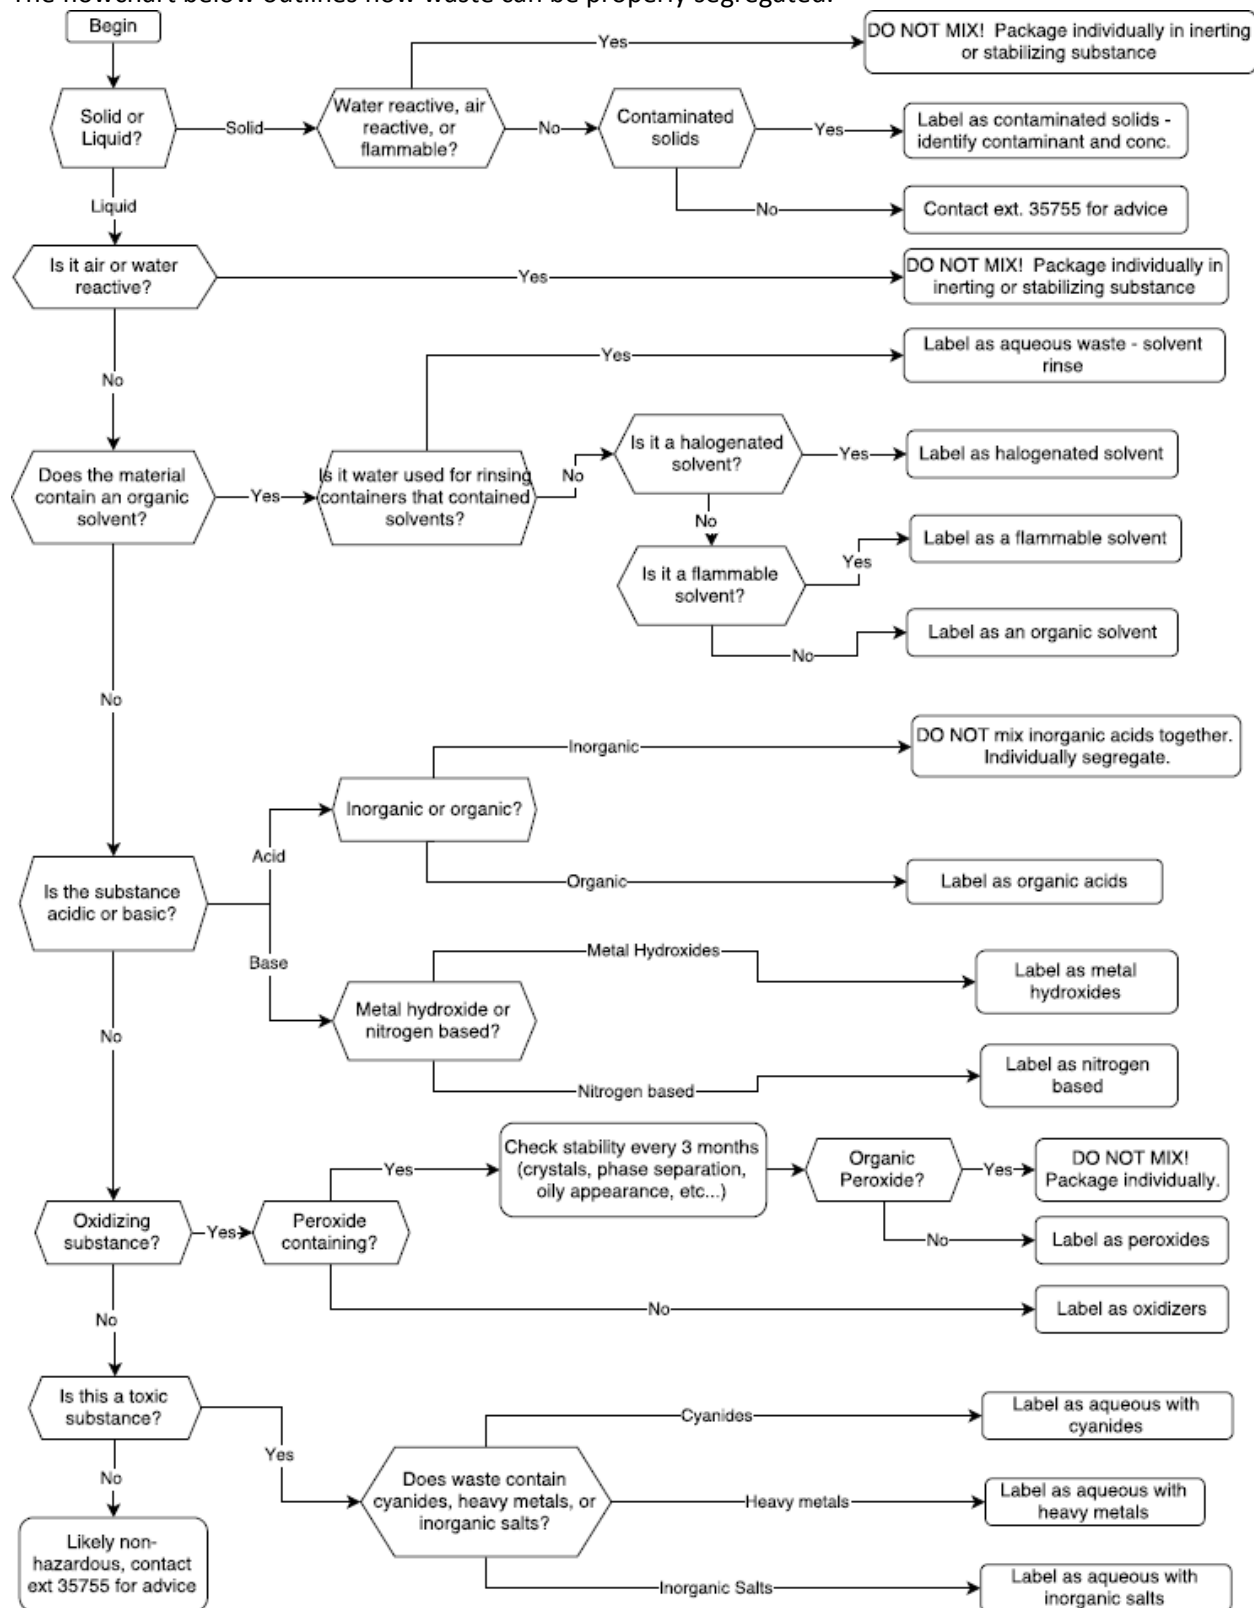 The flowchart below outlines how waste can be properly segregated.
Begin
Yes
DO NOT MIX! Package individually in inerting
or stabilizing substance
Solid or
Liquid?
Solid
Water reactive, air
reactive, or
flammable?
No
Contaminated
solids
Yes
Label as contaminated solids -
identify contaminant and conc.
No
Contact ext. 35755 for advice
Liquid
Is it air or water
reactive?
Yes
DO NOT MIX! Package individually in
inerting or stabilizing substance
No
Yes
Label as aqueous waste - solvent
rinse
Does the material
contain an organic
solvent?
Yes
Is it water used for rinsing
containers that contained
solvents?
No
Is it a halogenated
solvent?
Yes
Label as halogenated solvent
No
Is it a flammable
solvent?
Yes
Label as a flammable solvent
No
Label as an organic solvent
No
Is the substance
acidic or basic?
Acid
Inorganic or organic?
Inorganic
DO NOT mix inorganic acids together.
Individually segregate.
Organic
Label as organic acids
Base
Metal hydroxide or
nitrogen based?
Metal Hydroxides
Label as metal
hydroxides
Nitrogen based
Label as nitrogen
based
No
Oxidizing
substance?
Yes
Peroxide
containing?
Yes
Check stability every 3 months
(crystals, phase separation,
oily appearance, etc...)
Organic
Peroxide?
Yes
DO NOT MIX!
Package individually.
No
Label as peroxides
No
Label as oxidizers
No
Is this a toxic
substance?
Yes
Does waste contain
cyanides, heavy metals, or
inorganic salts?
Cyanides
Label as aqueous with
cyanides
Heavy metals
Label as aqueous with
heavy metals
Inorganic Salts
Label as aqueous with
inorganic salts
No
Likely non-
hazardous, contact
ext 35755 for advice